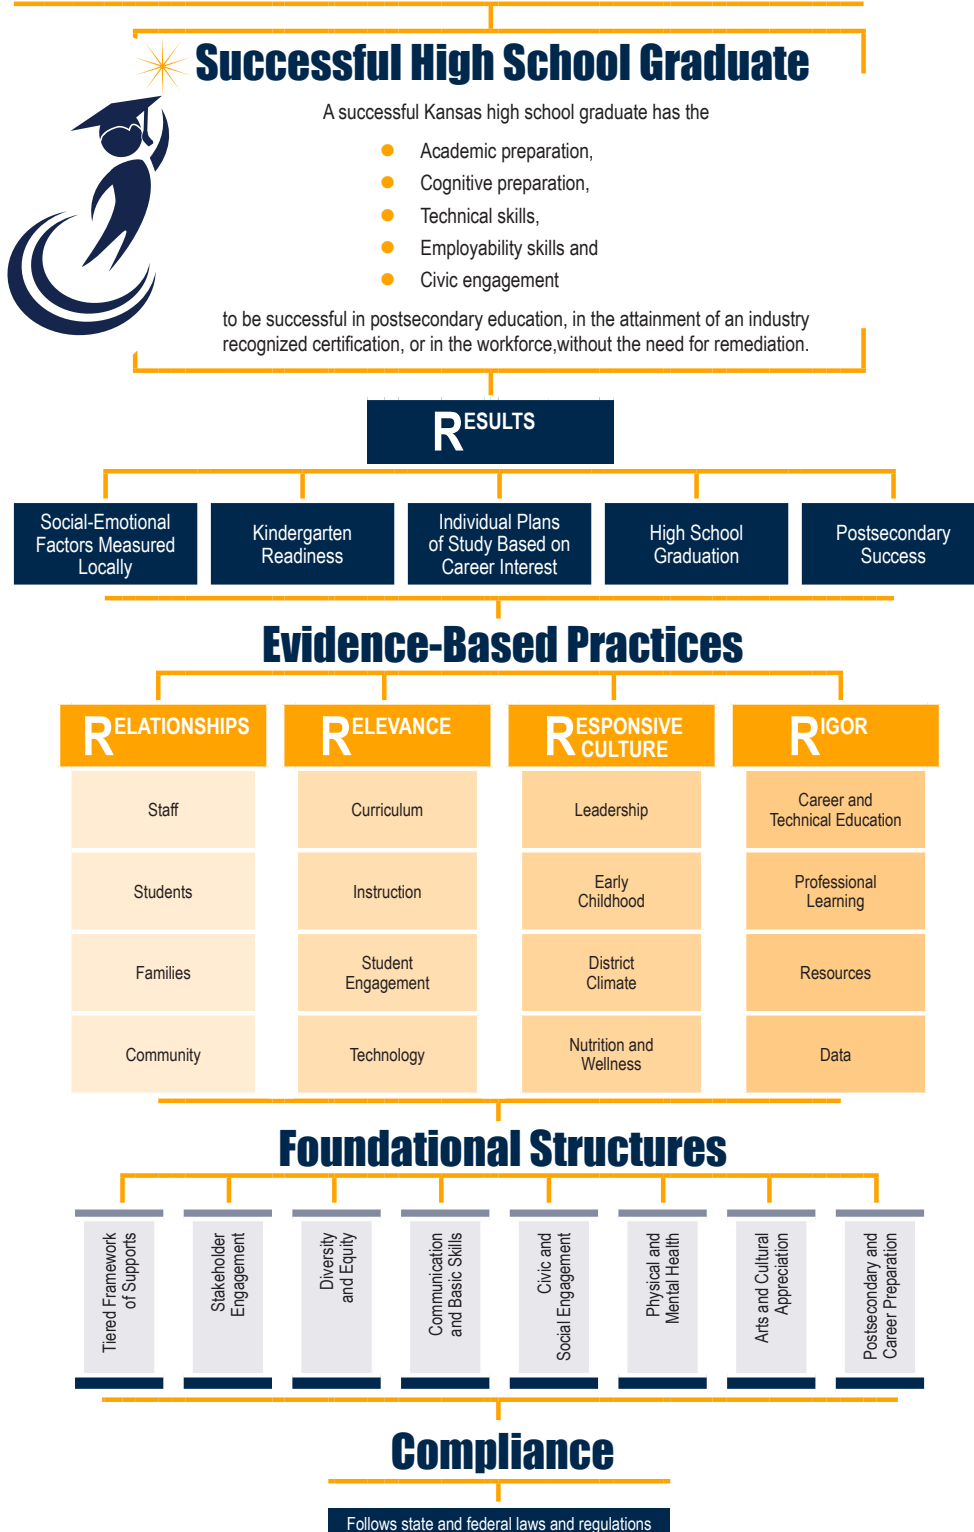 Successful High School Graduate
A successful Kansas high school graduate has the
Academic preparation,
Cognitive preparation,
Technical skills,
Employability skills and
Civic engagement
to be successful in postsecondary education, in the attainment of an industry
recognized certification, or in the workforce,without the need for remediation.
RESULTS
Social-Emotional
Factors Measured
Locally
Kindergarten
Readiness
Individual Plans
of Study Based on
Career Interest
High School
Graduation
Postsecondary
Success
Evidence-Based Practices
RELATIONSHIPS
Staff
Students
Families
Community
RELEVANCE
Curriculum
Instruction
Student
Engagement
Technology
RESPONSIVE
CULTURE
Leadership
Early
Childhood
District
Climate
Nutrition and
Wellness
RIGOR
Career and
Technical Education
Professional
Learning
Resources
Data
Foundational Structures
Tiered Framework
of Supports
Stakeholder
Engagement
Diversity
and Equity
Communication
and Basic Skills
Civic and
Social Engagement
Physical and
Mental Health
Arts and Cultural
Appreciation
Postsecondary and
Career Preparation
Compliance
Follows state and federal laws and regulations